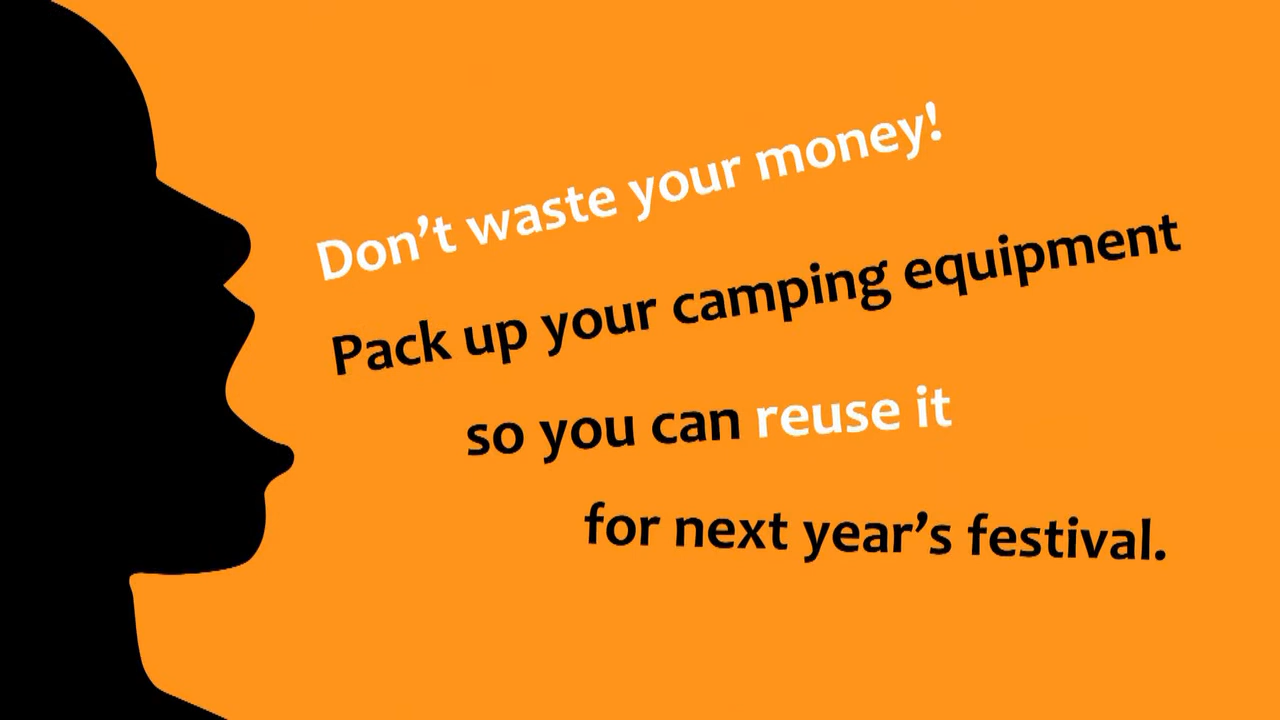 Don't waste your money!
Pack up your camping equipment
so you can reuse it
for next year's festival.